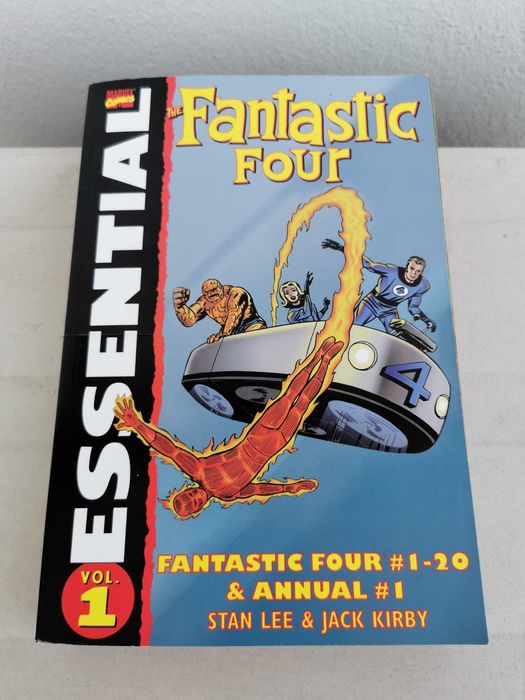 MARVEL
COMICS
ESSENTIAL
VOL.
1
THE
FANTASTIC
FOUR
4
4
FANTASTIC FOUR #1-20
& ANNUAL #1
STAN LEE & JACK KIRBY